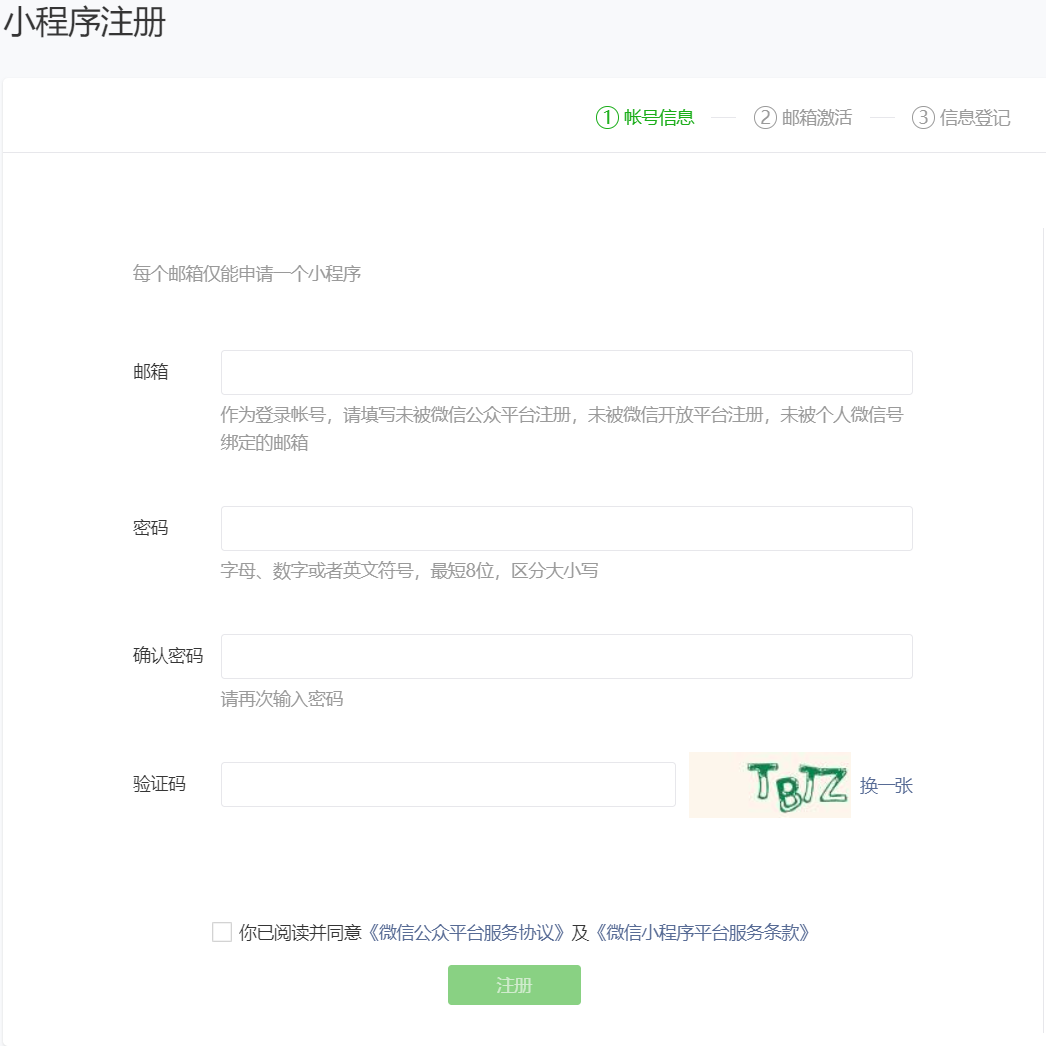 小程序注册
① 帐号信息 ② 邮箱激活 ③ 信息登记
每个邮箱仅能申请一个小程序
邮箱
作为登录帐号，请填写未被微信公众平台注册，未被微信开放平台注册，未被个人微信号
绑定的邮箱
密码
字母、数字或者英文符号，最短8位，区分大小写
确认密码
请再次输入密码
验证码 TBTZ 换一张
你已阅读并同意《微信公众平台服务协议》及《微信小程序平台服务条款》
注册